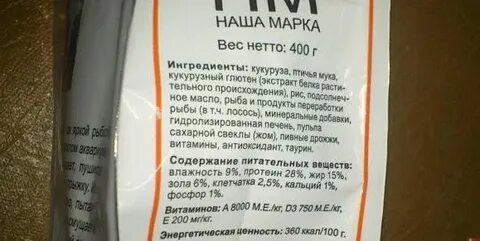 НАША МАРКА
Вес нетто: 400 г
Ингредиенты: кукуруза, птичья мука,
кукурузный глютен (экстракт белка расти-
тельного происхождения), рис, подсолнеч-
ное масло, рыба и продукты переработки
рыбы (в т.ч. лосось), минеральные добавки,
гидролизированная печень, пульпа
сахарной свеклы (жом), пивные дрожжи,
витамины, антиоксидант, таурин.
Содержание питательных веществ:
влажность 9%, протеин 28%, жир 15%,
зола 6%, клетчатка 2,5%, кальций 1%,
фосфор 1%.
Витаминов: А 8000 М.Е./кг, D3 750 М.Е./кг,
Е 200 мг/кг.
Энергетическая ценность: 360 ккал/100 г.
яркой рыбо